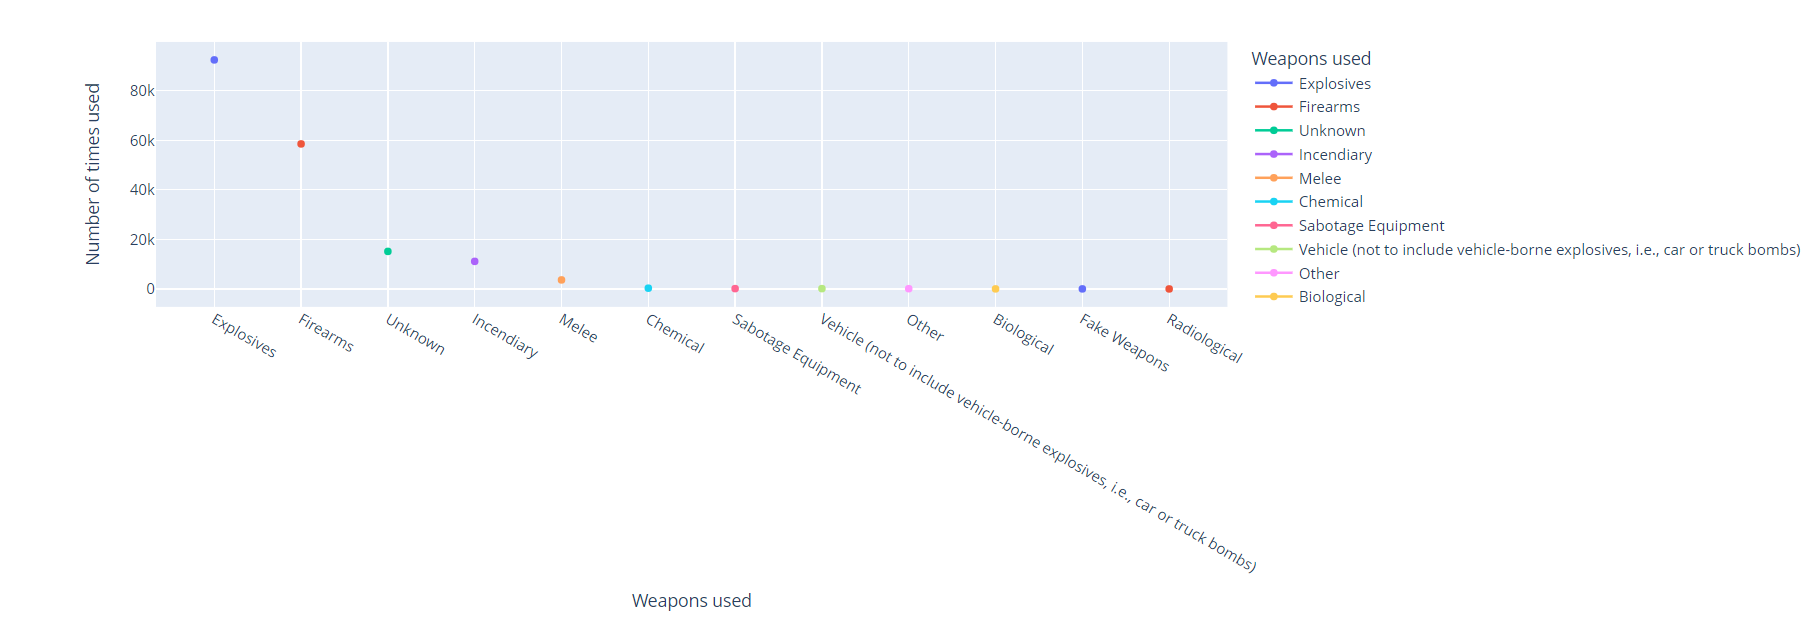 Number of times used
80k
60k
40k
20k
0
Explosives
Firearms
Unknown
Incendiary
Melee
Chemical
Sabotage Equipment
Vehicle (not to include vehicle-borne explosives, i.e., car or truck bombs)
Other
Biological
Fake Weapons
Radiological
Weapons used
Weapons used
Explosives
Firearms
Unknown
Incendiary
Melee
Chemical
Sabotage Equipment
Vehicle (not to include vehicle-borne explosives, i.e., car or truck bombs)
Other
Biological